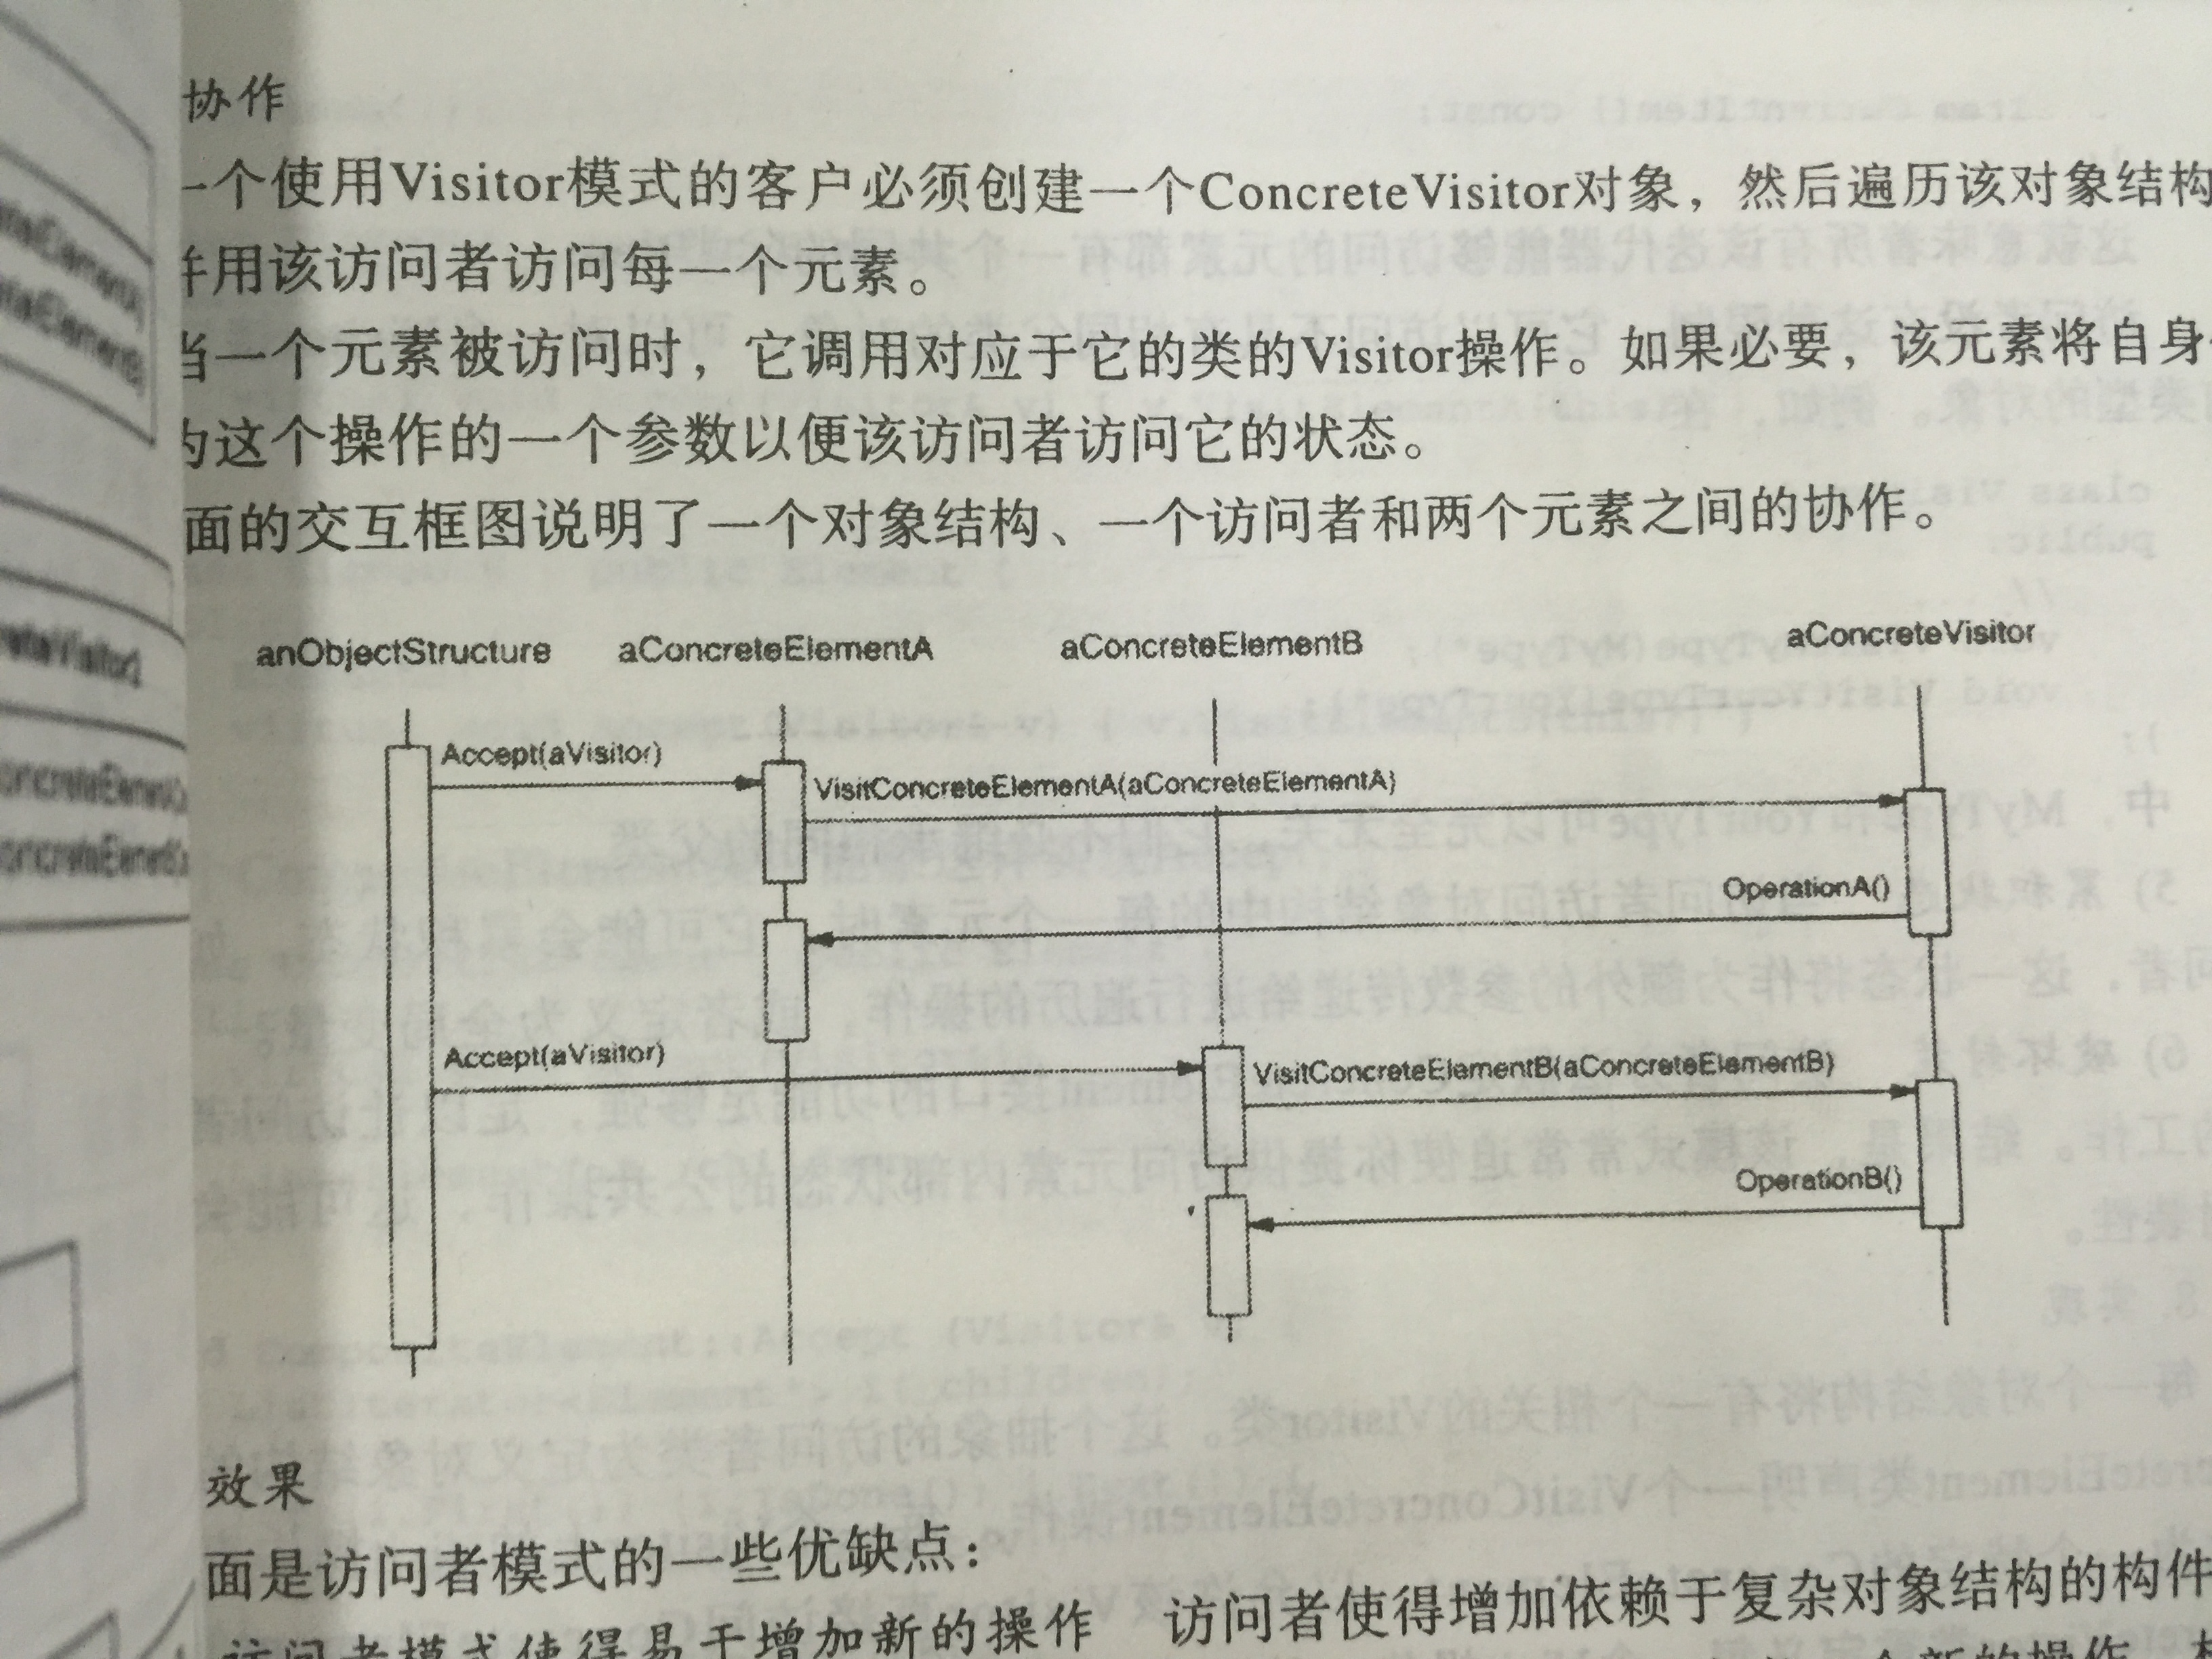 协作
一个使用Visitor模式的客户必须创建一个ConcreteVisitor对象，然后遍历该对象结构
并用该访问者访问每一个元素。
当一个元素被访问时，它调用对应于它的类的Visitor操作。如果必要，该元素将自身
为这个操作的一个参数以便该访问者访问它的状态。
面的交互框图说明了一个对象结构、一个访问者和两个元素之间的协作。
anObjectStructure aConcreteElementA aConcreteElementB aConcreteVisitor
Accept(aVisitor)
VisitConcreteElementA(aConcreteElementA)
OperationA()
Accept(aVisitor)
VisitConcreteElementB(aConcreteElementB)
OperationB()
效果
面是访问者模式的一些优缺点：
访问者模式使得易于增加新的操作 访问者使得增加依赖于复杂对象结构的构件
一个新的操作